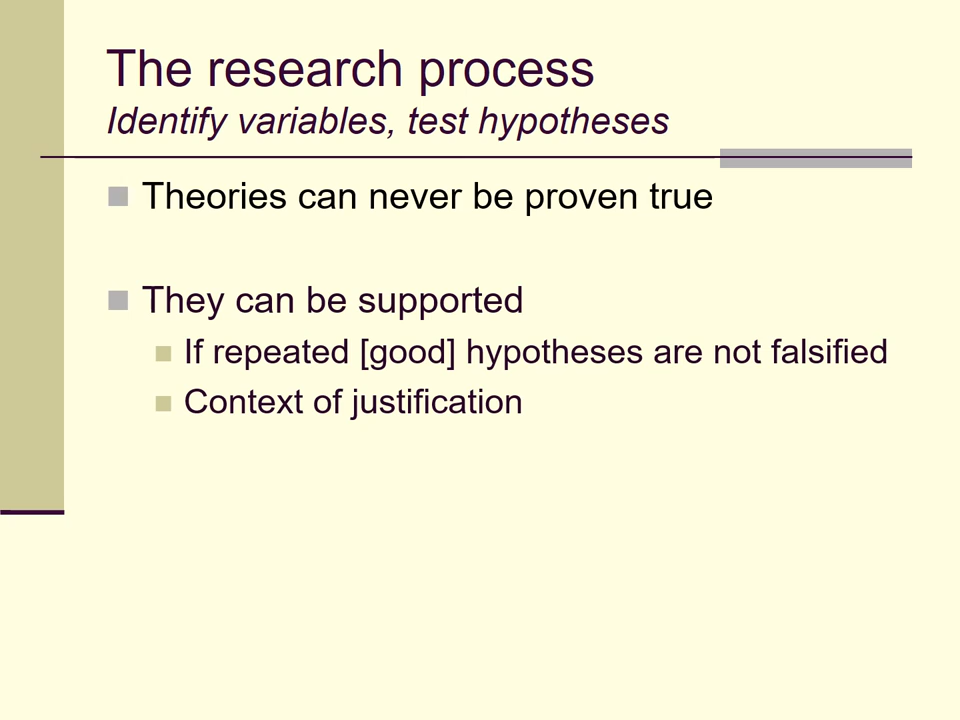 The research process
Identify variables, test hypotheses
Theories can never be proven true
They can be supported
If repeated [good] hypotheses are not falsified
Context of justification